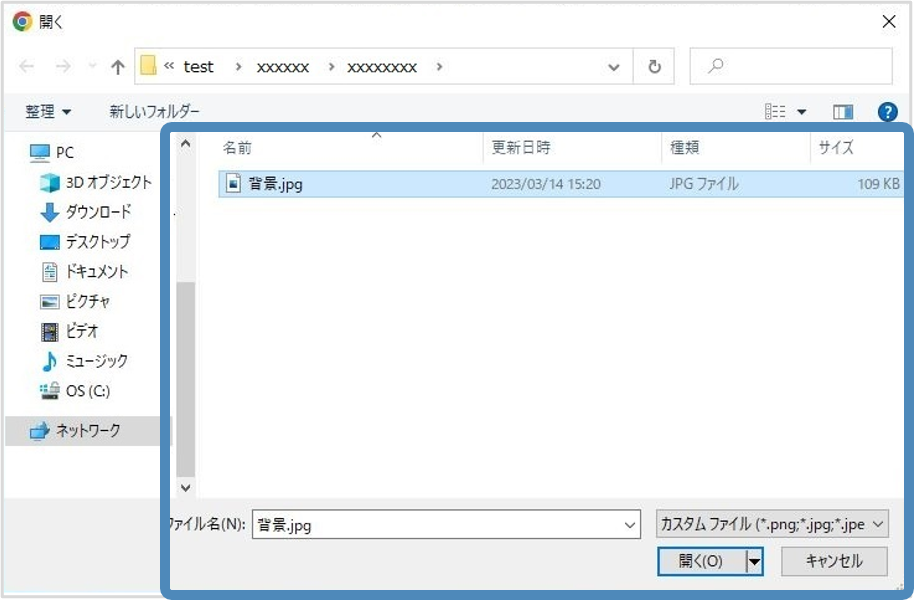 開く
« test › xxxxxx › xxxxxxxx ›
整理 新しいフォルダー ?
PC
3D オブジェクト
ダウンロード
デスクトップ
ドキュメント
ピクチャ
ビデオ
ミュージック
OS (C:)
ネットワーク
名前 更新日時 種類 サイズ
背景.jpg 2023/03/14 15:20 JPG ファイル 109 KB
ファイル名(N): 背景.jpg カスタム ファイル (*.png;*.jpg;*.jpe
開く(O) キャンセル